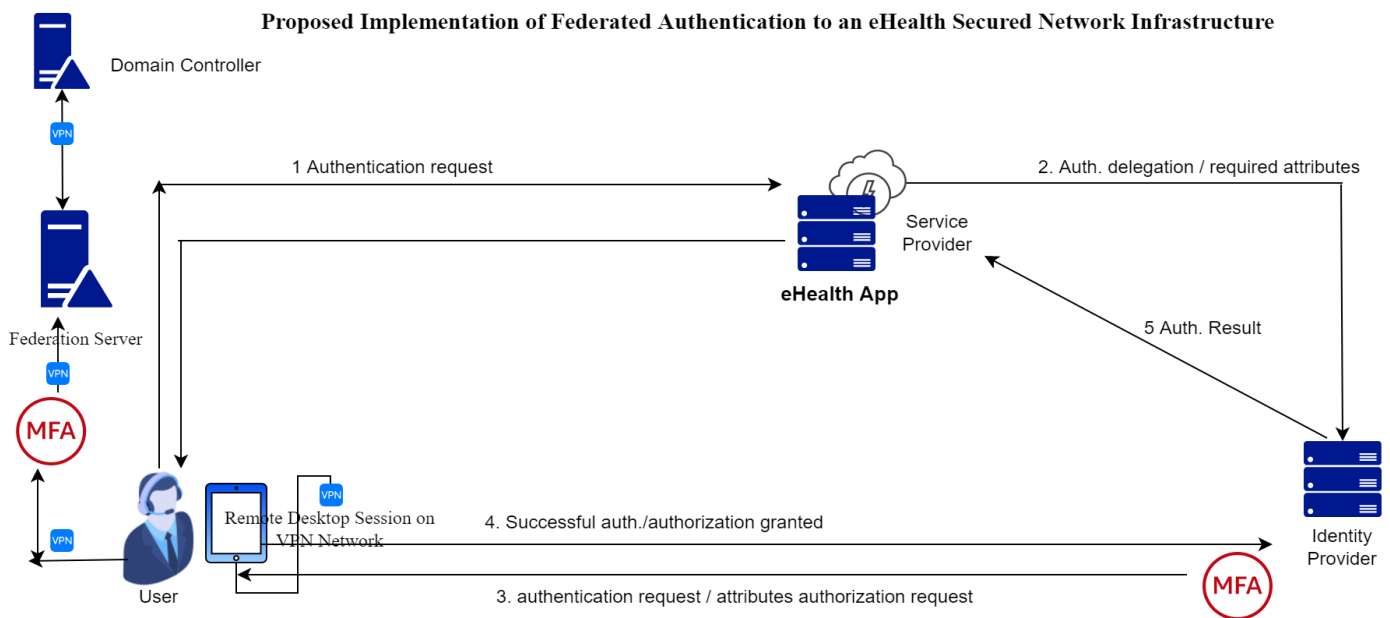 Proposed Implementation of Federated Authentication to an eHealth Secured Network Infrastructure
Domain Controller
VPN
1 Authentication request
2. Auth. delegation / required attributes
Service
Provider
eHealth App
5 Auth. Result
Federation Server
VPN
MFA
VPN
User
VPN
Remote Desktop Session on
VPN Network
4. Successful auth./authorization granted
3. authentication request / attributes authorization request
MFA
Identity
Provider